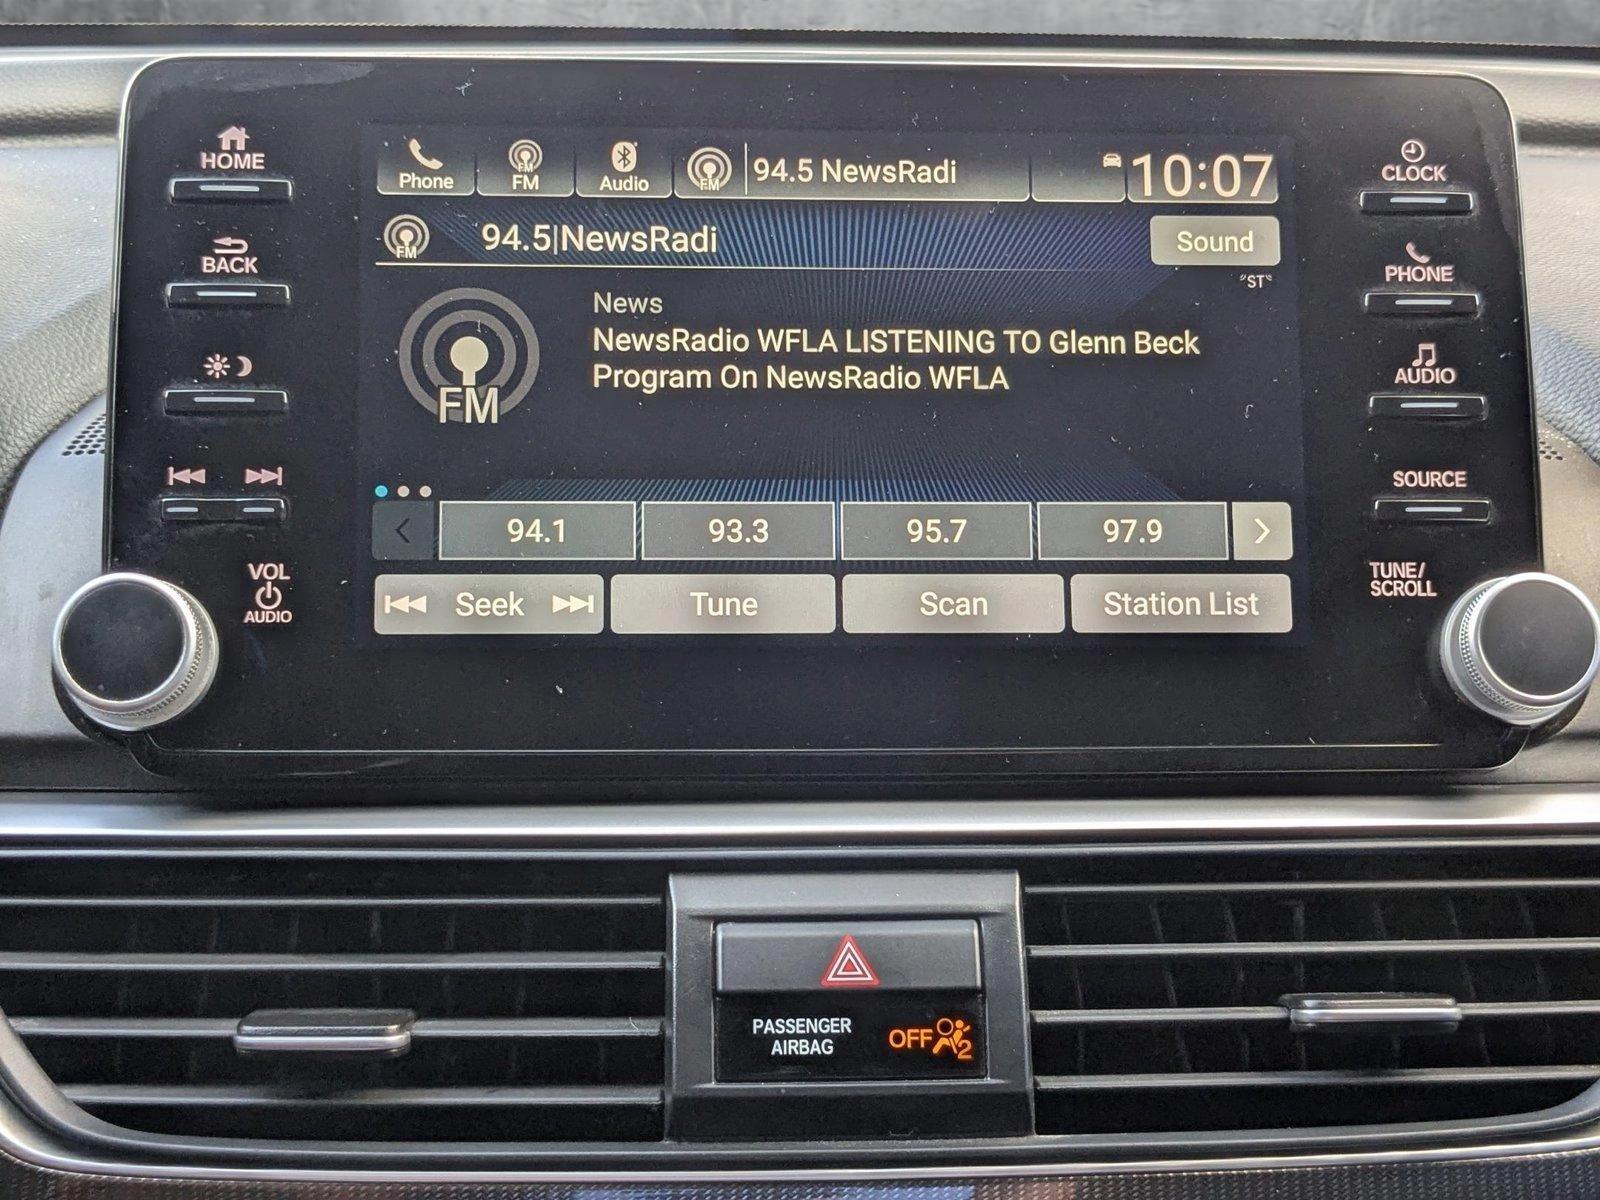 HOME
BACK
VOL
AUDIO
Phone
FM
FM
Audio
FM
94.5 NewsRadi
10:07
FM
94.5|NewsRadi
Sound
"ST"
FM
News
NewsRadio WFLA LISTENING TO Glenn Beck
Program On NewsRadio WFLA
94.1
93.3
95.7
97.9
Seek
Tune
Scan
Station List
CLOCK
PHONE
AUDIO
SOURCE
TUNE/
SCROLL
PASSENGER
AIRBAG
OFF
2